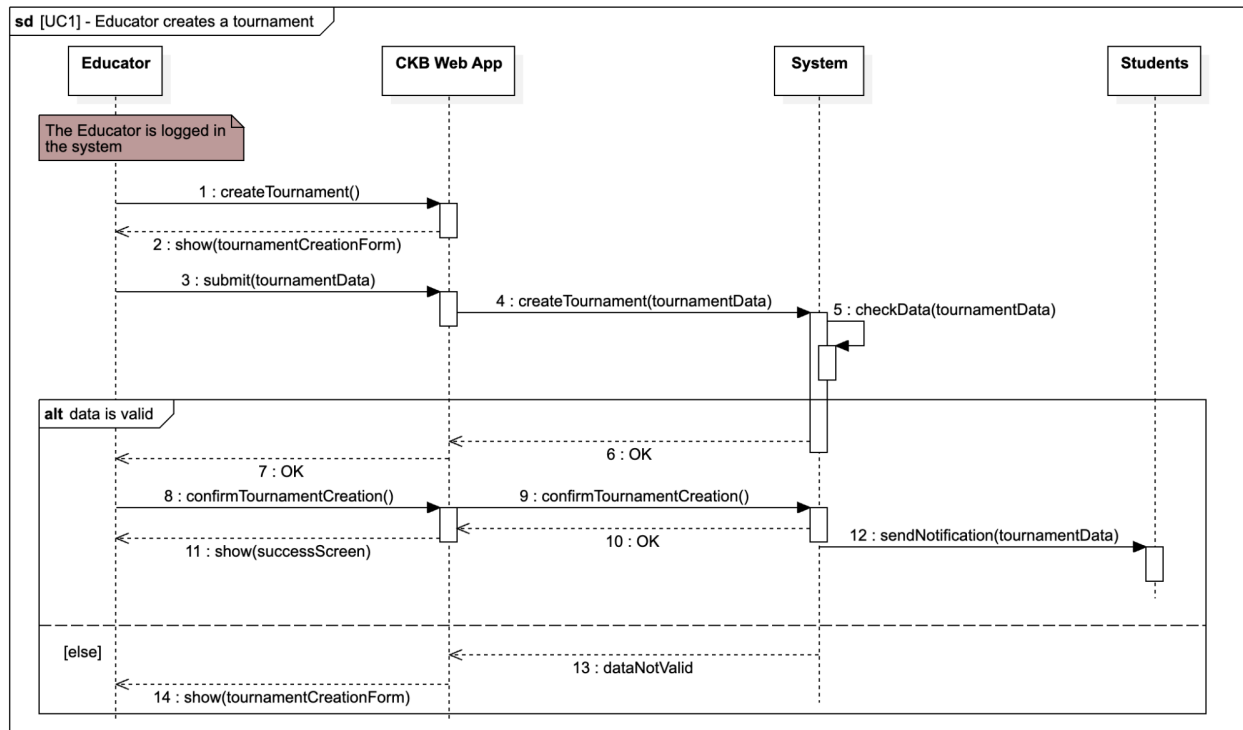 sd [UC1] - Educator creates a tournament
Educator
CKB Web App
System
Students
The Educator is logged in
the system
1 : createTournament()
2 : show(tournamentCreationForm)
3 : submit(tournamentData)
4 : createTournament(tournamentData)
5 : checkData(tournamentData)
alt data is valid
6 : OK
7 : OK
8 : confirmTournamentCreation()
9 : confirmTournamentCreation()
10 : OK
11 : show(successScreen)
12 : sendNotification(tournamentData)
[else]
13 : dataNotValid
14 : show(tournamentCreationForm)